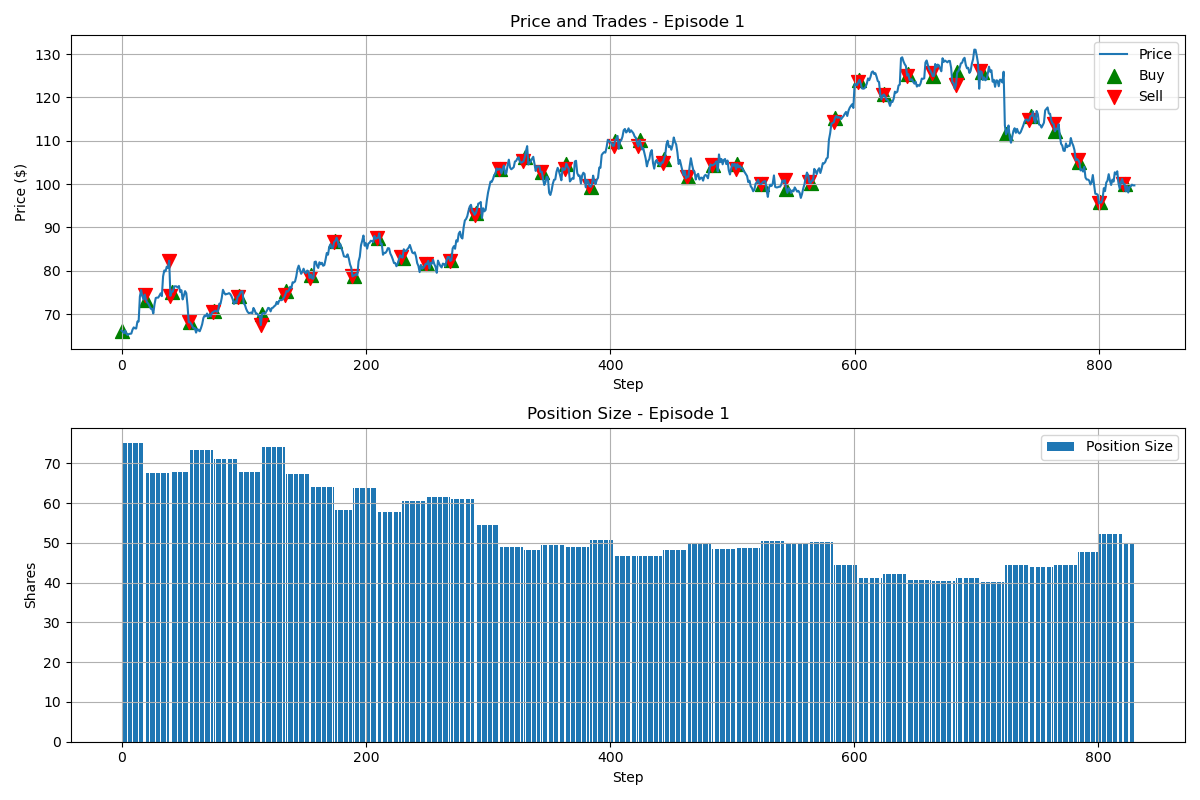 Price and Trades - Episode 1
Price ($)
130
120
110
100
90
80
70
Price
Buy
Sell
0 200 400 600 800
Step
Position Size - Episode 1
Shares
70
60
50
40
30
20
10
0
Position Size
0 200 400 600 800
Step